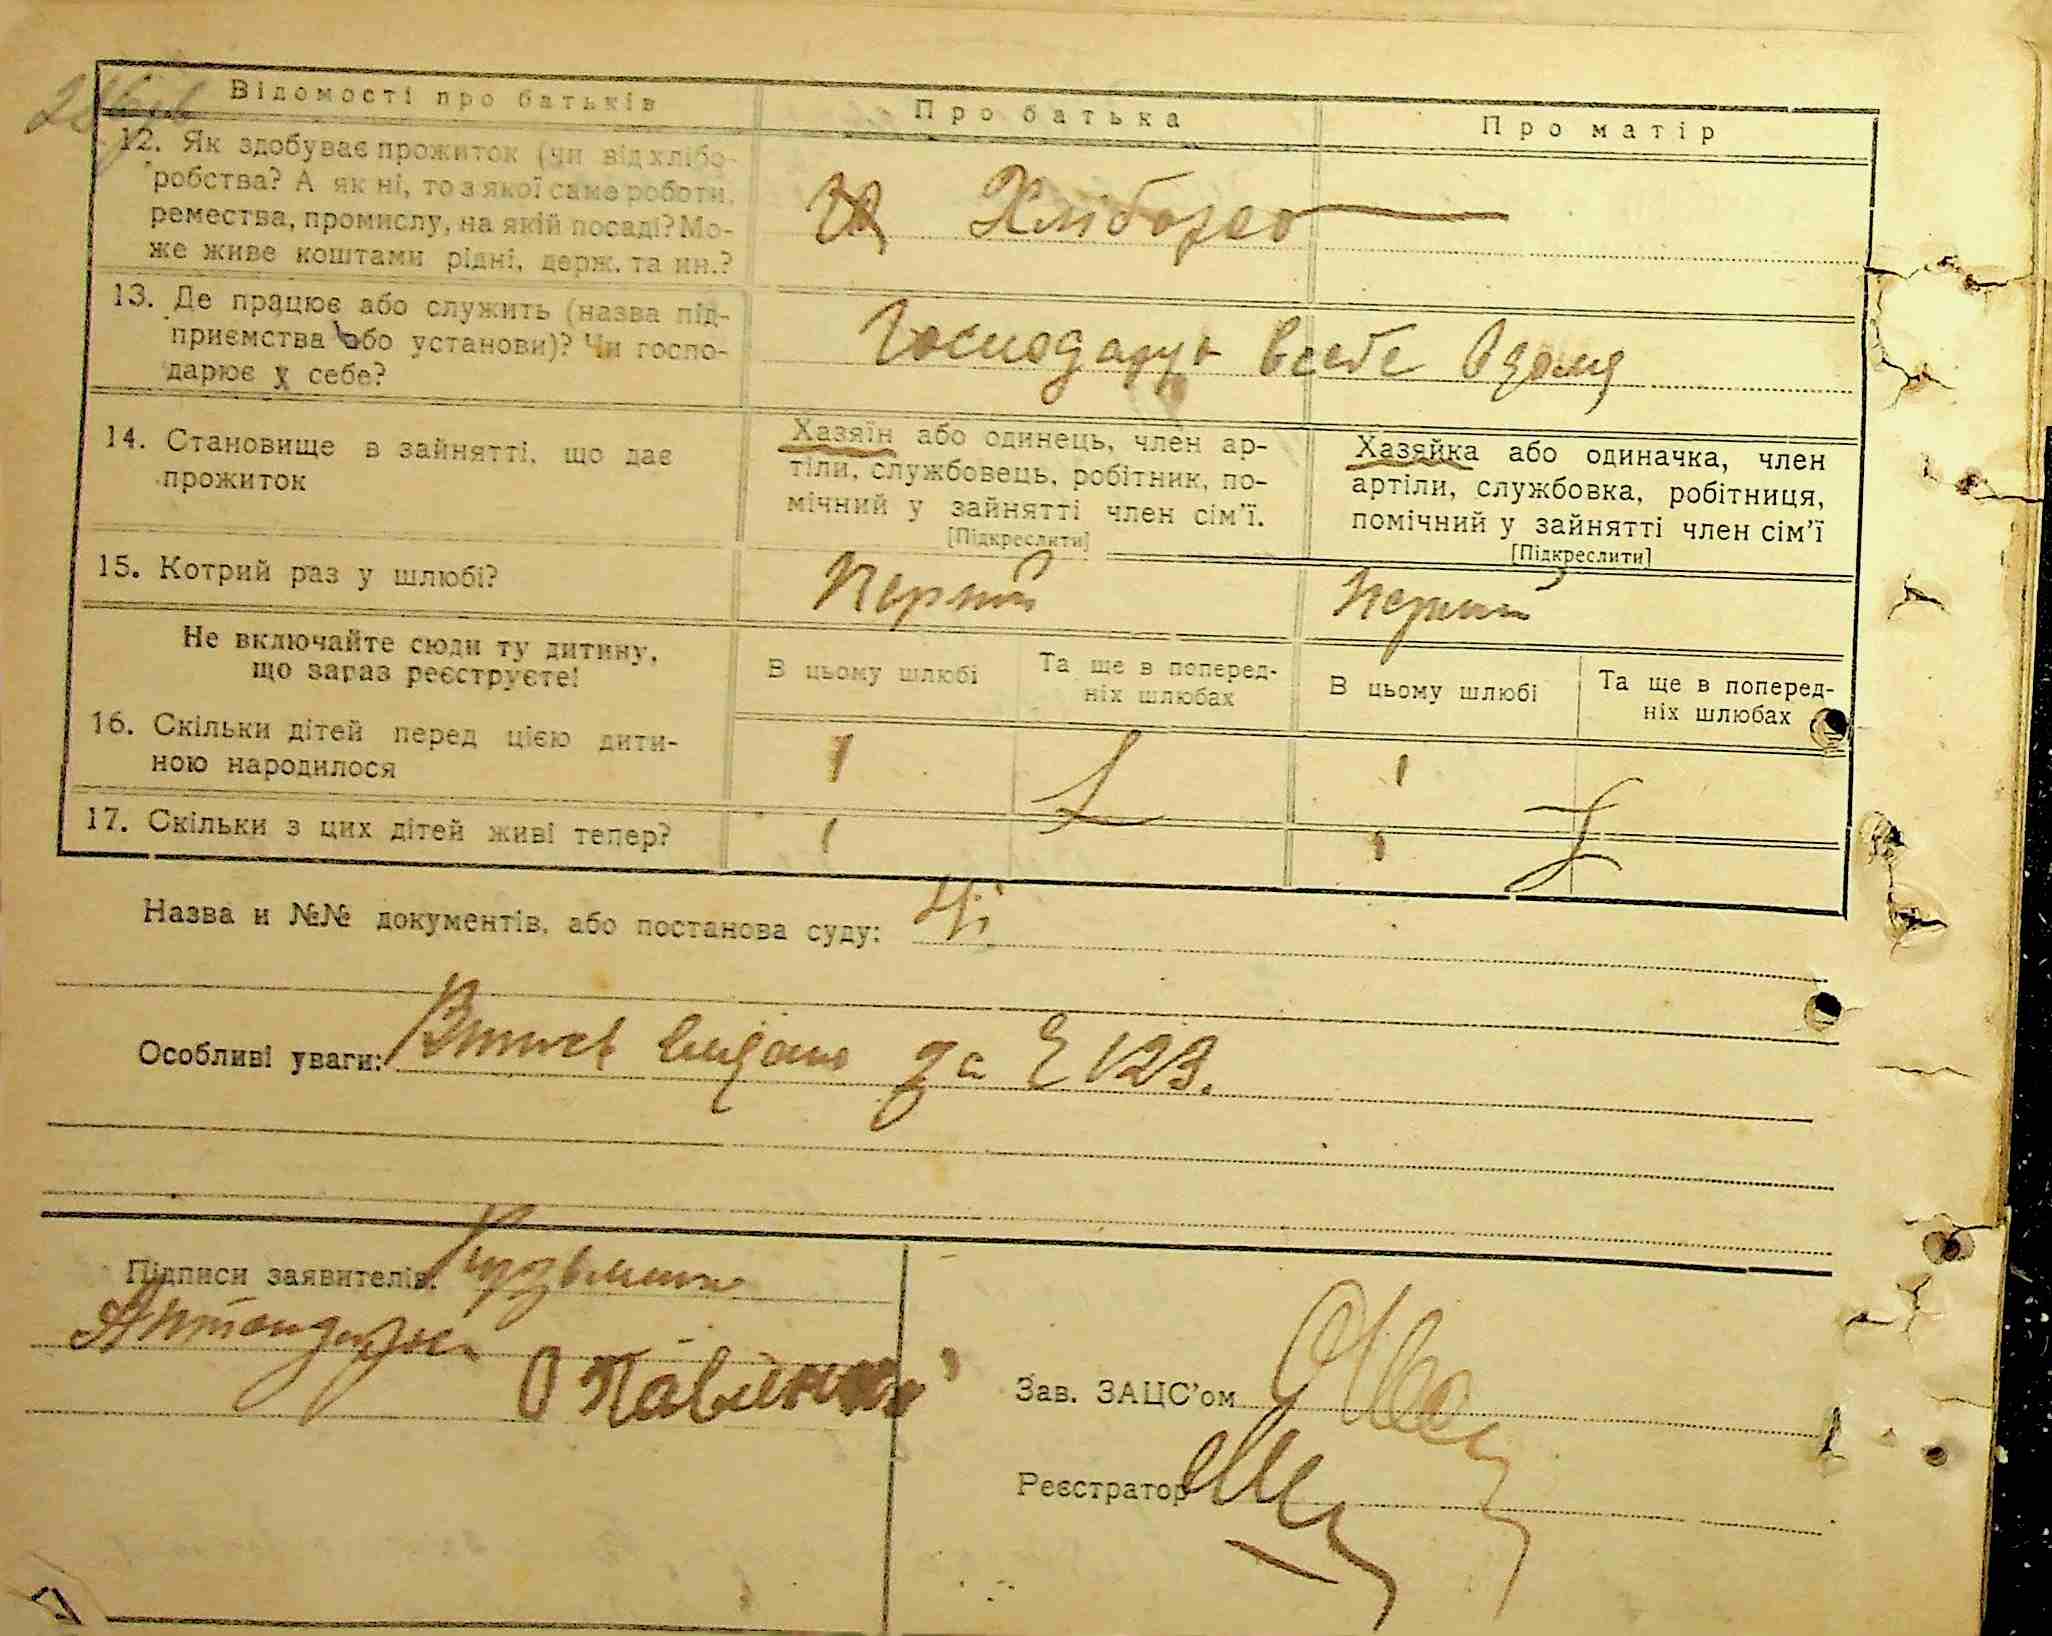 Відомості про батьків
Про батька
Про матір
12. Як здобуває прожиток (чи від хлібо-
робства? А як ні, то з якої саме роботи,
ремества, промислу, на якій посаді? Мо-
же живе коштами рідні, держ. та ин.?
Хлібороб
13. Де працює або служить (назва під-
приємства або установи)? Чи госпо-
дарює у себе?
Господарує в себе вдома
14. Становище в зайнятті, що дає
прожиток
Хазяїн або одинець, член ар-
тіли, службовець, робітник, по-
мічний у зайнятті член сім'ї.
[Підкреслити]
Хазяйка або одиначка, член
артіли, службовка, робітниця,
помічний у зайнятті член сім'ї
[Підкреслити]
15. Котрий раз у шлюбі?
Перший
Перший
Не включайте сюди ту дитину,
що зараз реєструєте!
В цьому шлюбі
Та ще в поперед-
ніх шлюбах
В цьому шлюбі
Та ще в поперед-
ніх шлюбах
16. Скільки дітей перед цією дити-
ною народилося
1
1
17. Скільки з цих дітей живі тепер?
1
1
Назва и №№ документів, або постанова суду:
Особливі уваги: за 123.
Підписи заявителів:
Зав. ЗАЦС'ом
Реєстратор